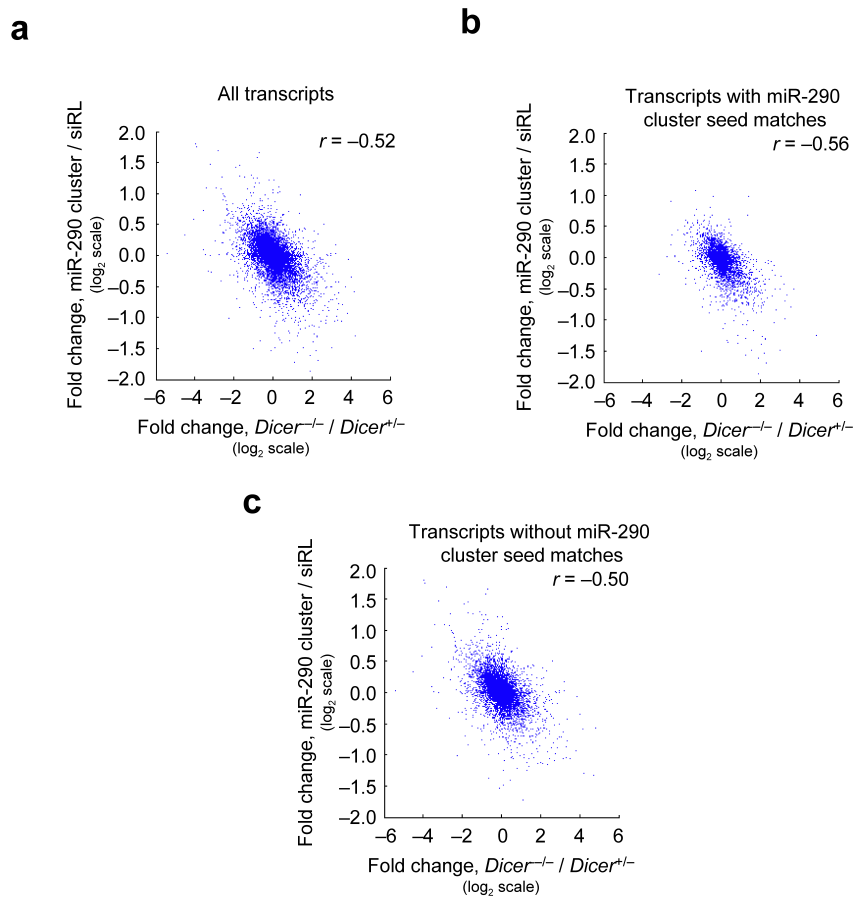 a
All transcripts
r = –0.52
Fold change, miR-290 cluster / siRL
(log2 scale)
2.0
1.5
1.0
0.5
0.0
–0.5
–1.0
–1.5
–2.0
–6 –4 –2 0 2 4 6
Fold change, Dicer–/– / Dicer+/–
(log2 scale)
b
Transcripts with miR-290
cluster seed matches
r = –0.56
Fold change, miR-290 cluster / siRL
(log2 scale)
2.0
1.5
1.0
0.5
0.0
–0.5
–1.0
–1.5
–2.0
–6 –4 –2 0 2 4 6
Fold change, Dicer–/– / Dicer+/–
(log2 scale)
c
Transcripts without miR-290
cluster seed matches
r = –0.50
Fold change, miR-290 cluster / siRL
(log2 scale)
2.0
1.5
1.0
0.5
0.0
–0.5
–1.0
–1.5
–2.0
–6 –4 –2 0 2 4 6
Fold change, Dicer–/– / Dicer+/–
(log2 scale)